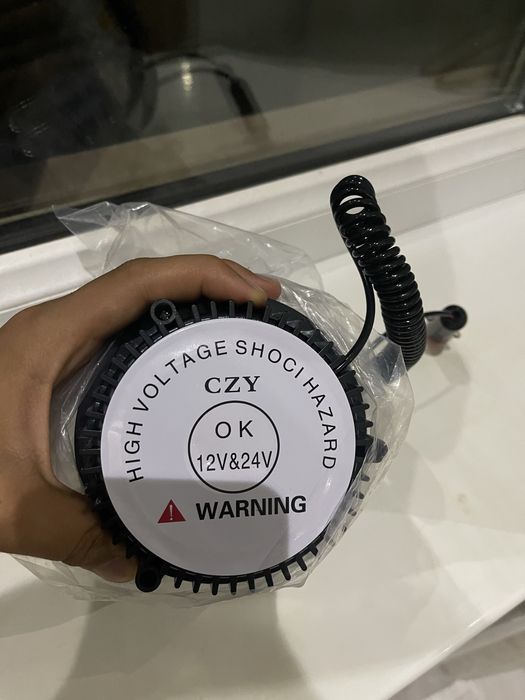 HIGH VOLTAGE SHOCI HAZARD
CZY
OK
12V&24V
WARNING